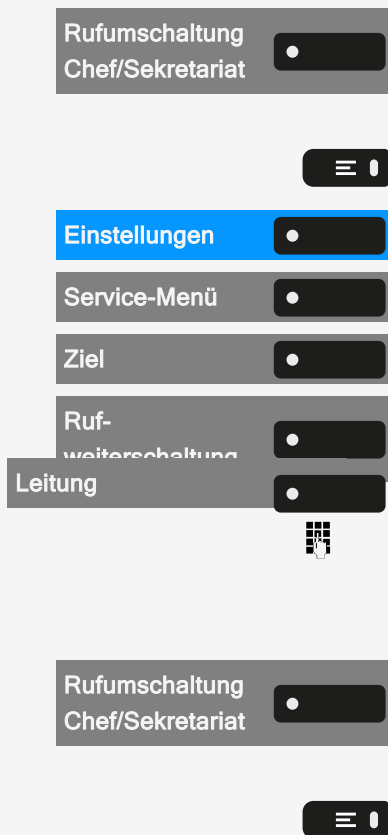 Rufumschaltung
Chef/Sekretariat
Einstellungen
Service-Menü
Ziel
Ruf-
weiterschaltung
Leitung
Rufumschaltung
Chef/Sekretariat